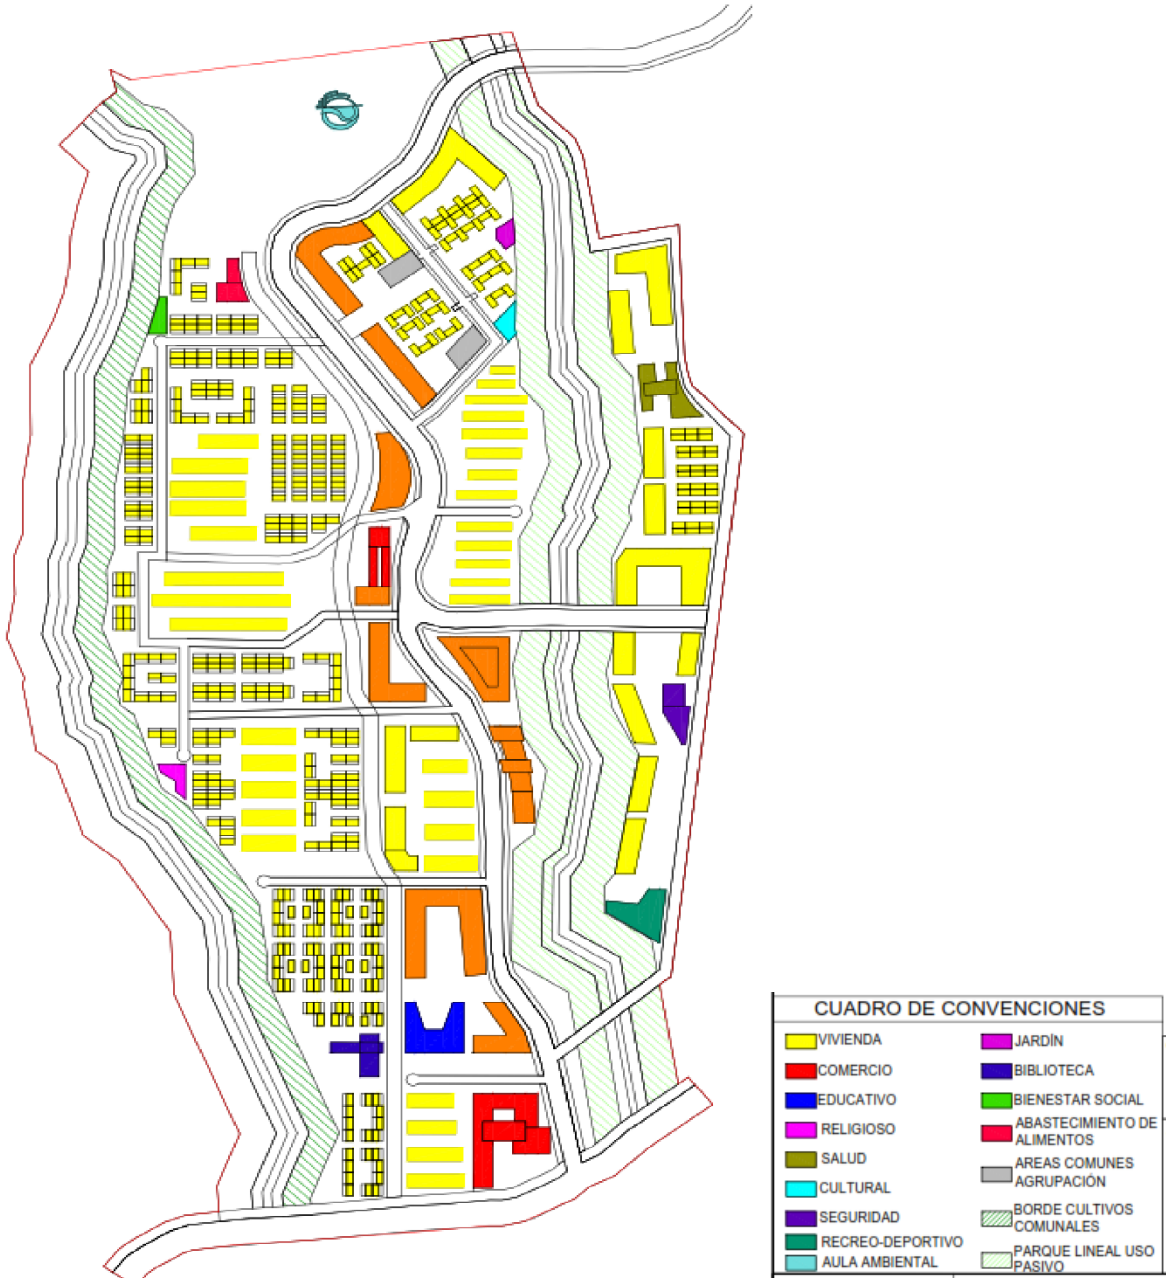 CUADRO DE CONVENCIONES
VIVIENDA
COMERCIO
EDUCATIVO
RELIGIOSO
SALUD
CULTURAL
SEGURIDAD
RECREO-DEPORTIVO
AULA AMBIENTAL
JARDÍN
BIBLIOTECA
BIENESTAR SOCIAL
ABASTECIMIENTO DE
ALIMENTOS
AREAS COMUNES
AGRUPACIÓN
BORDE CULTIVOS
COMUNALES
PARQUE LINEAL USO
PASIVO